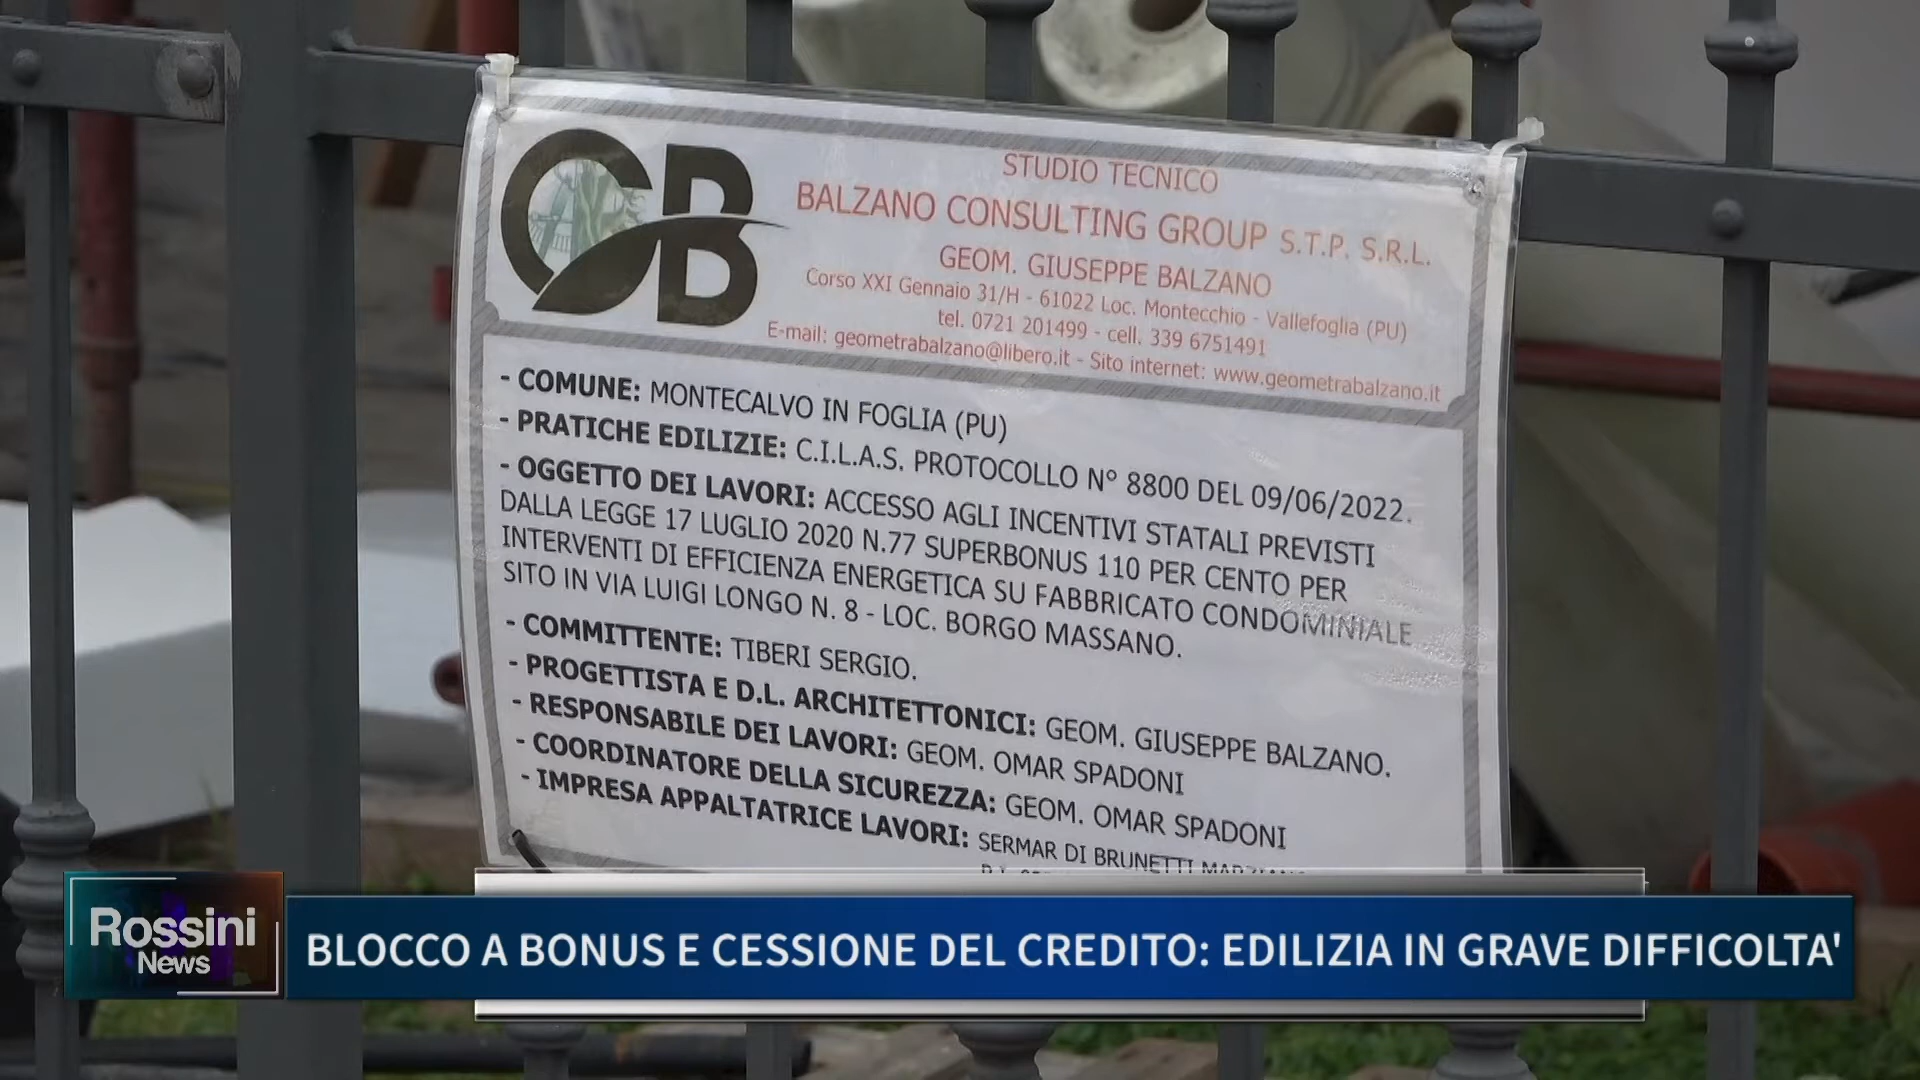 GB
STUDIO TECNICO
BALZANO CONSULTING GROUP S.T.P. S.R.L.
GEOM. GIUSEPPE BALZANO
Corso XXI Gennaio 31/H - 61022 Loc. Montecchio - Vallefoglia (PU)
tel. 0721 201499 - cell. 339 6751491
E-mail: geometrabalzano@libero.it - Sito internet: www.geometrabalzano.it
- COMUNE: MONTECALVO IN FOGLIA (PU)
- PRATICHE EDILIZIE: C.I.L.A.S. PROTOCOLLO N° 8800 DEL 09/06/2022.
- OGGETTO DEI LAVORI: ACCESSO AGLI INCENTIVI STATALI PREVISTI
DALLA LEGGE 17 LUGLIO 2020 N.77 SUPERBONUS 110 PER CENTO PER
INTERVENTI DI EFFICIENZA ENERGETICA SU FABBRICATO CONDOMINIALE
SITO IN VIA LUIGI LONGO N. 8 - LOC. BORGO MASSANO.
- COMMITTENTE: TIBERI SERGIO.
- PROGETTISTA E D.L. ARCHITETTONICI: GEOM. GIUSEPPE BALZANO.
- RESPONSABILE DEI LAVORI: GEOM. OMAR SPADONI
- COORDINATORE DELLA SICUREZZA: GEOM. OMAR SPADONI
- IMPRESA APPALTATRICE LAVORI: SERMAR DI BRUNETTI
Rossini
News
BLOCCO A BONUS E CESSIONE DEL CREDITO: EDILIZIA IN GRAVE DIFFICOLTA'